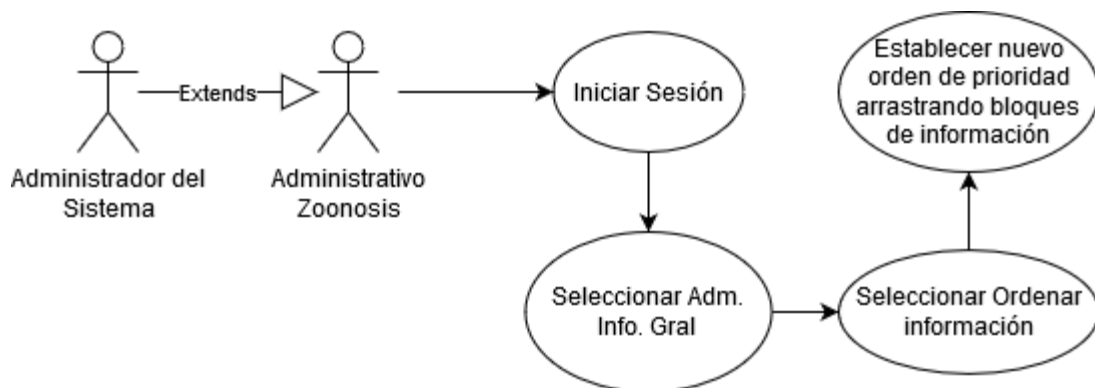 Administrador del
Sistema
Extends
Administrativo
Zoonosis
Iniciar Sesión
Seleccionar Adm.
Info. Gral
Seleccionar Ordenar
información
Establecer nuevo
orden de prioridad
arrastrando bloques
de información